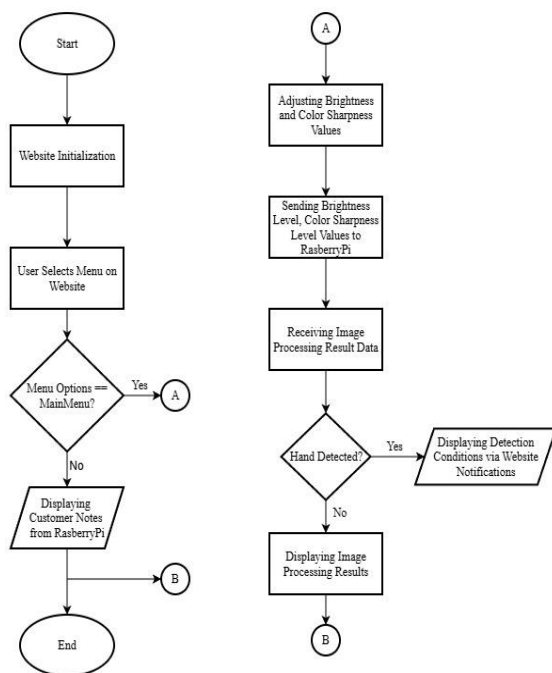 Start
Website Initialization
User Selects Menu on
Website
Menu Options ==
MainMenu?
Yes
A
No
Displaying
Customer Notes
from RasberryPi
B
End
A
Adjusting Brightness
and Color Sharpness
Values
Sending Brightness
Level, Color Sharpness
Level Values to
RasberryPi
Receiving Image
Processing Result Data
Hand Detected?
Yes
Displaying Detection
Conditions via Website
Notifications
No
Displaying Image
Processing Results
B